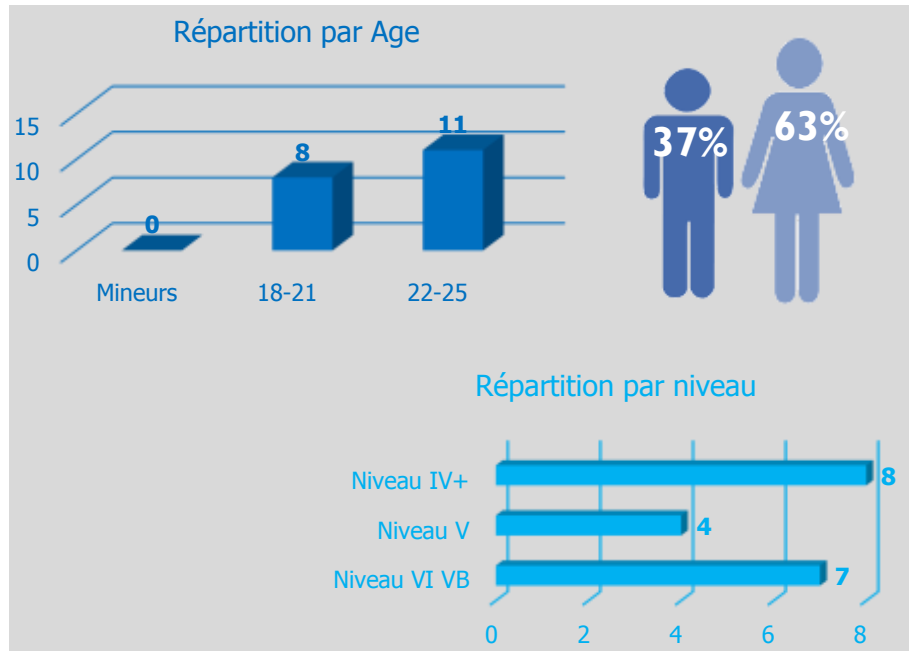 Répartition par Age
15
10
5
0
0
8
11
Mineurs 18-21 22-25
37% 63%
Répartition par niveau
Niveau IV+ 8
Niveau V 4
Niveau VI VB 7
0 2 4 6 8